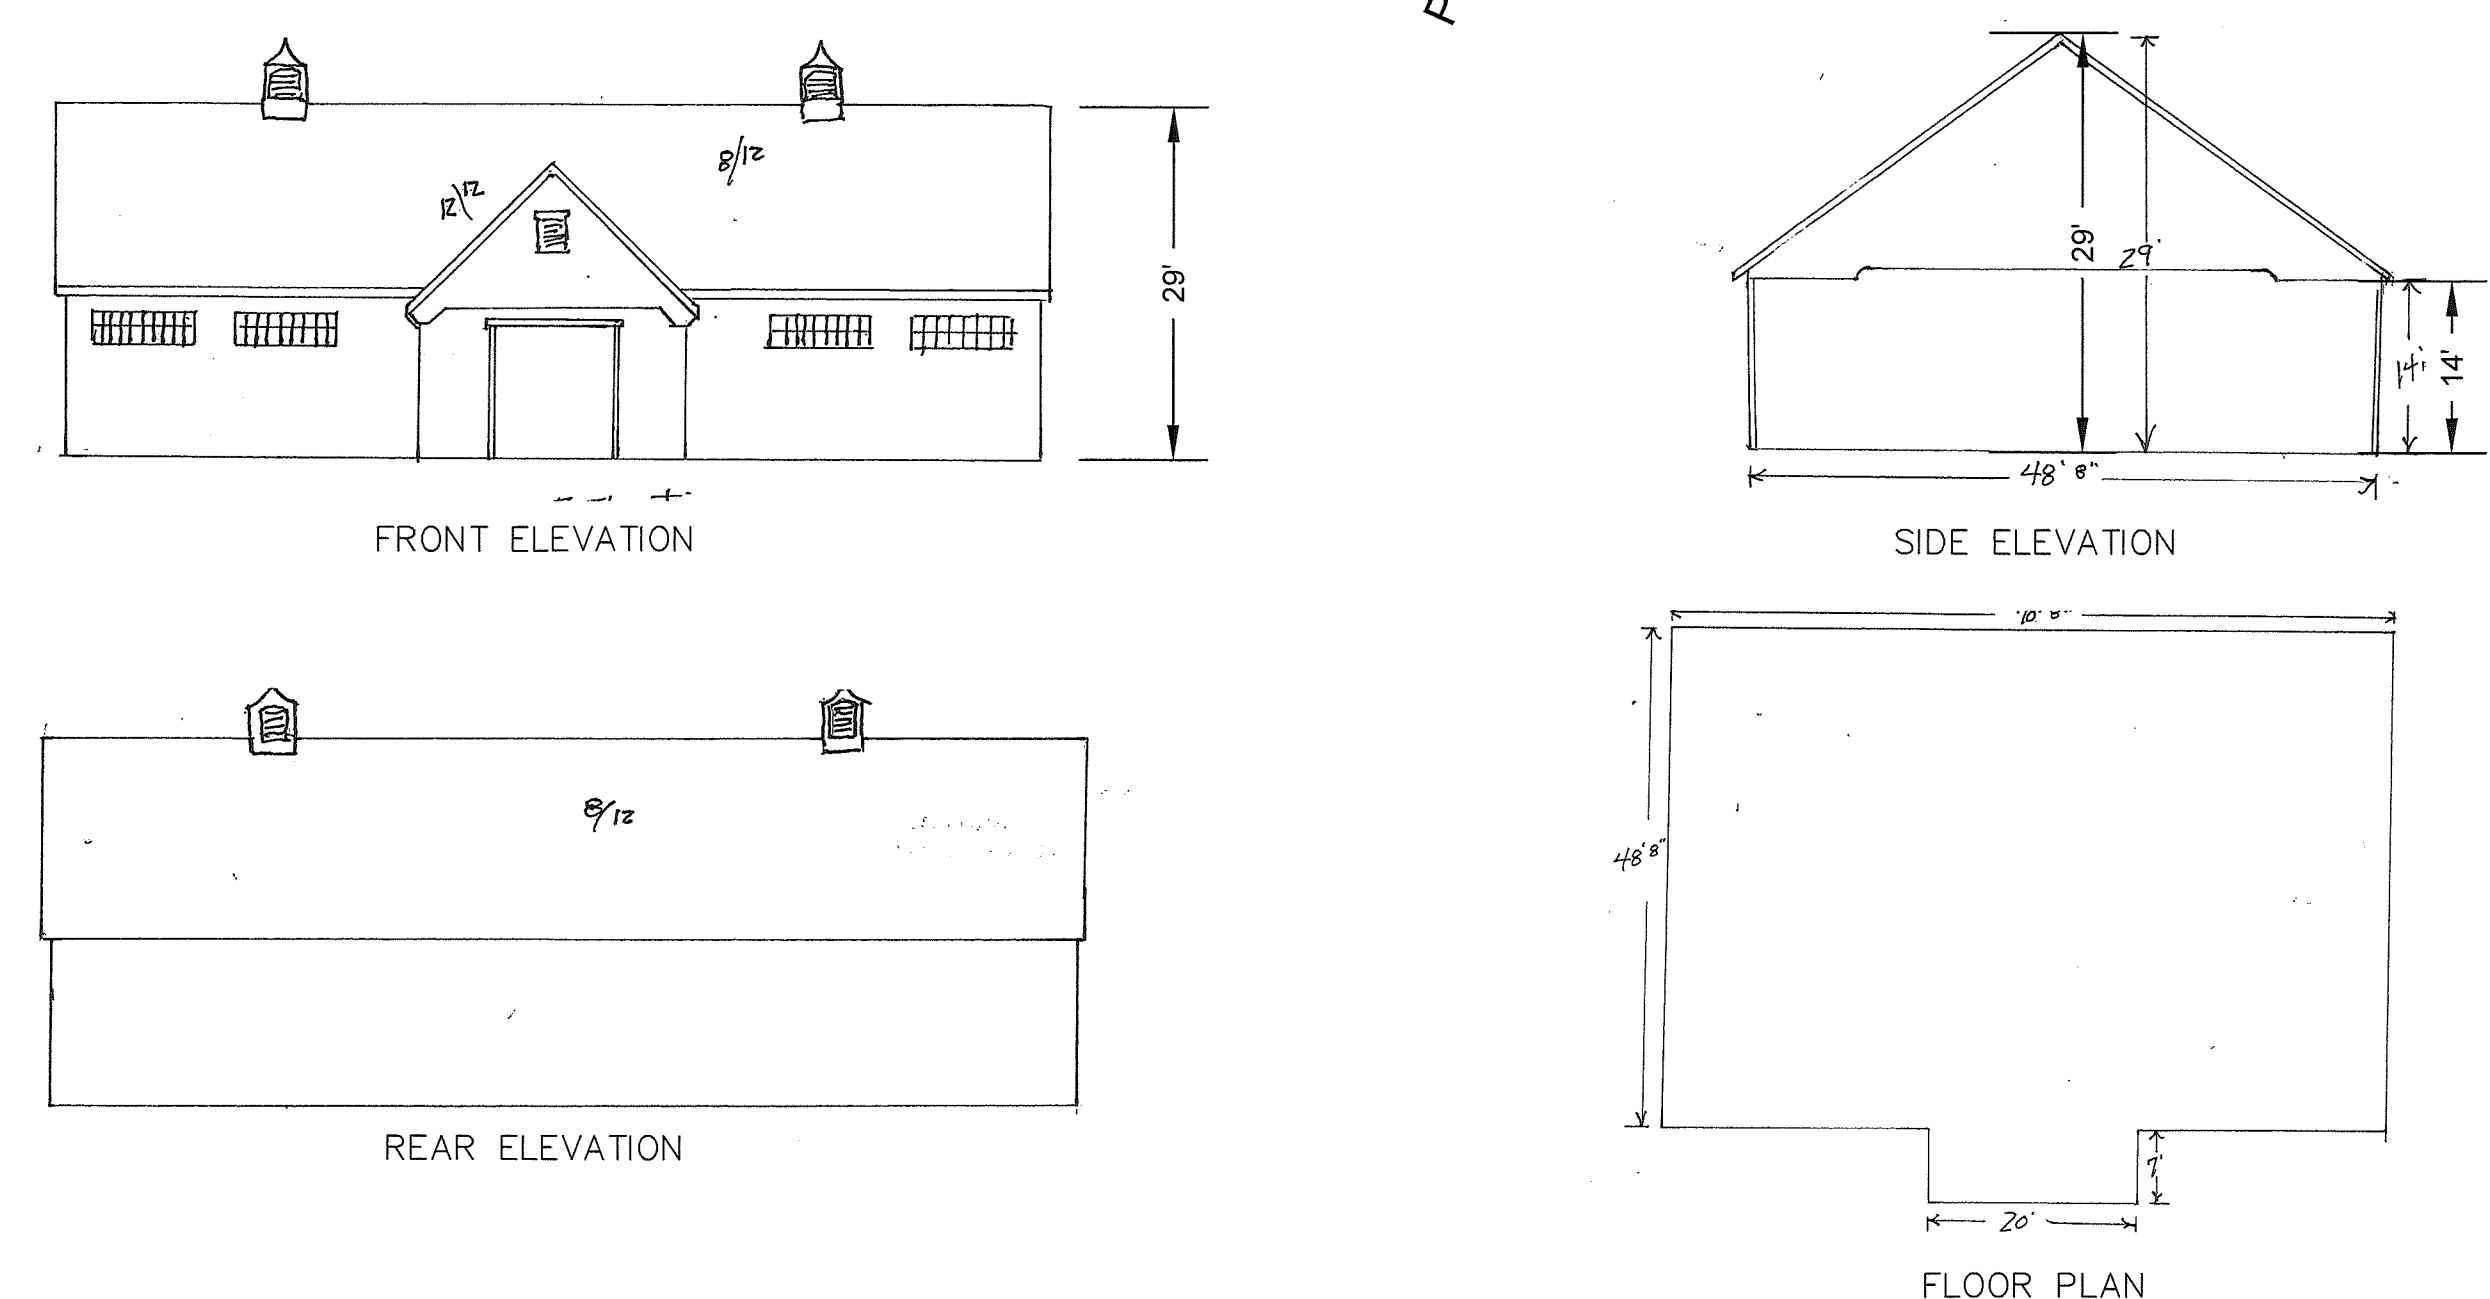 P
12/12
8/12
29'
FRONT ELEVATION
29'
29'
14'
14'
48' 8"
SIDE ELEVATION
8/12
REAR ELEVATION
48' 8"
7'
20'
FLOOR PLAN